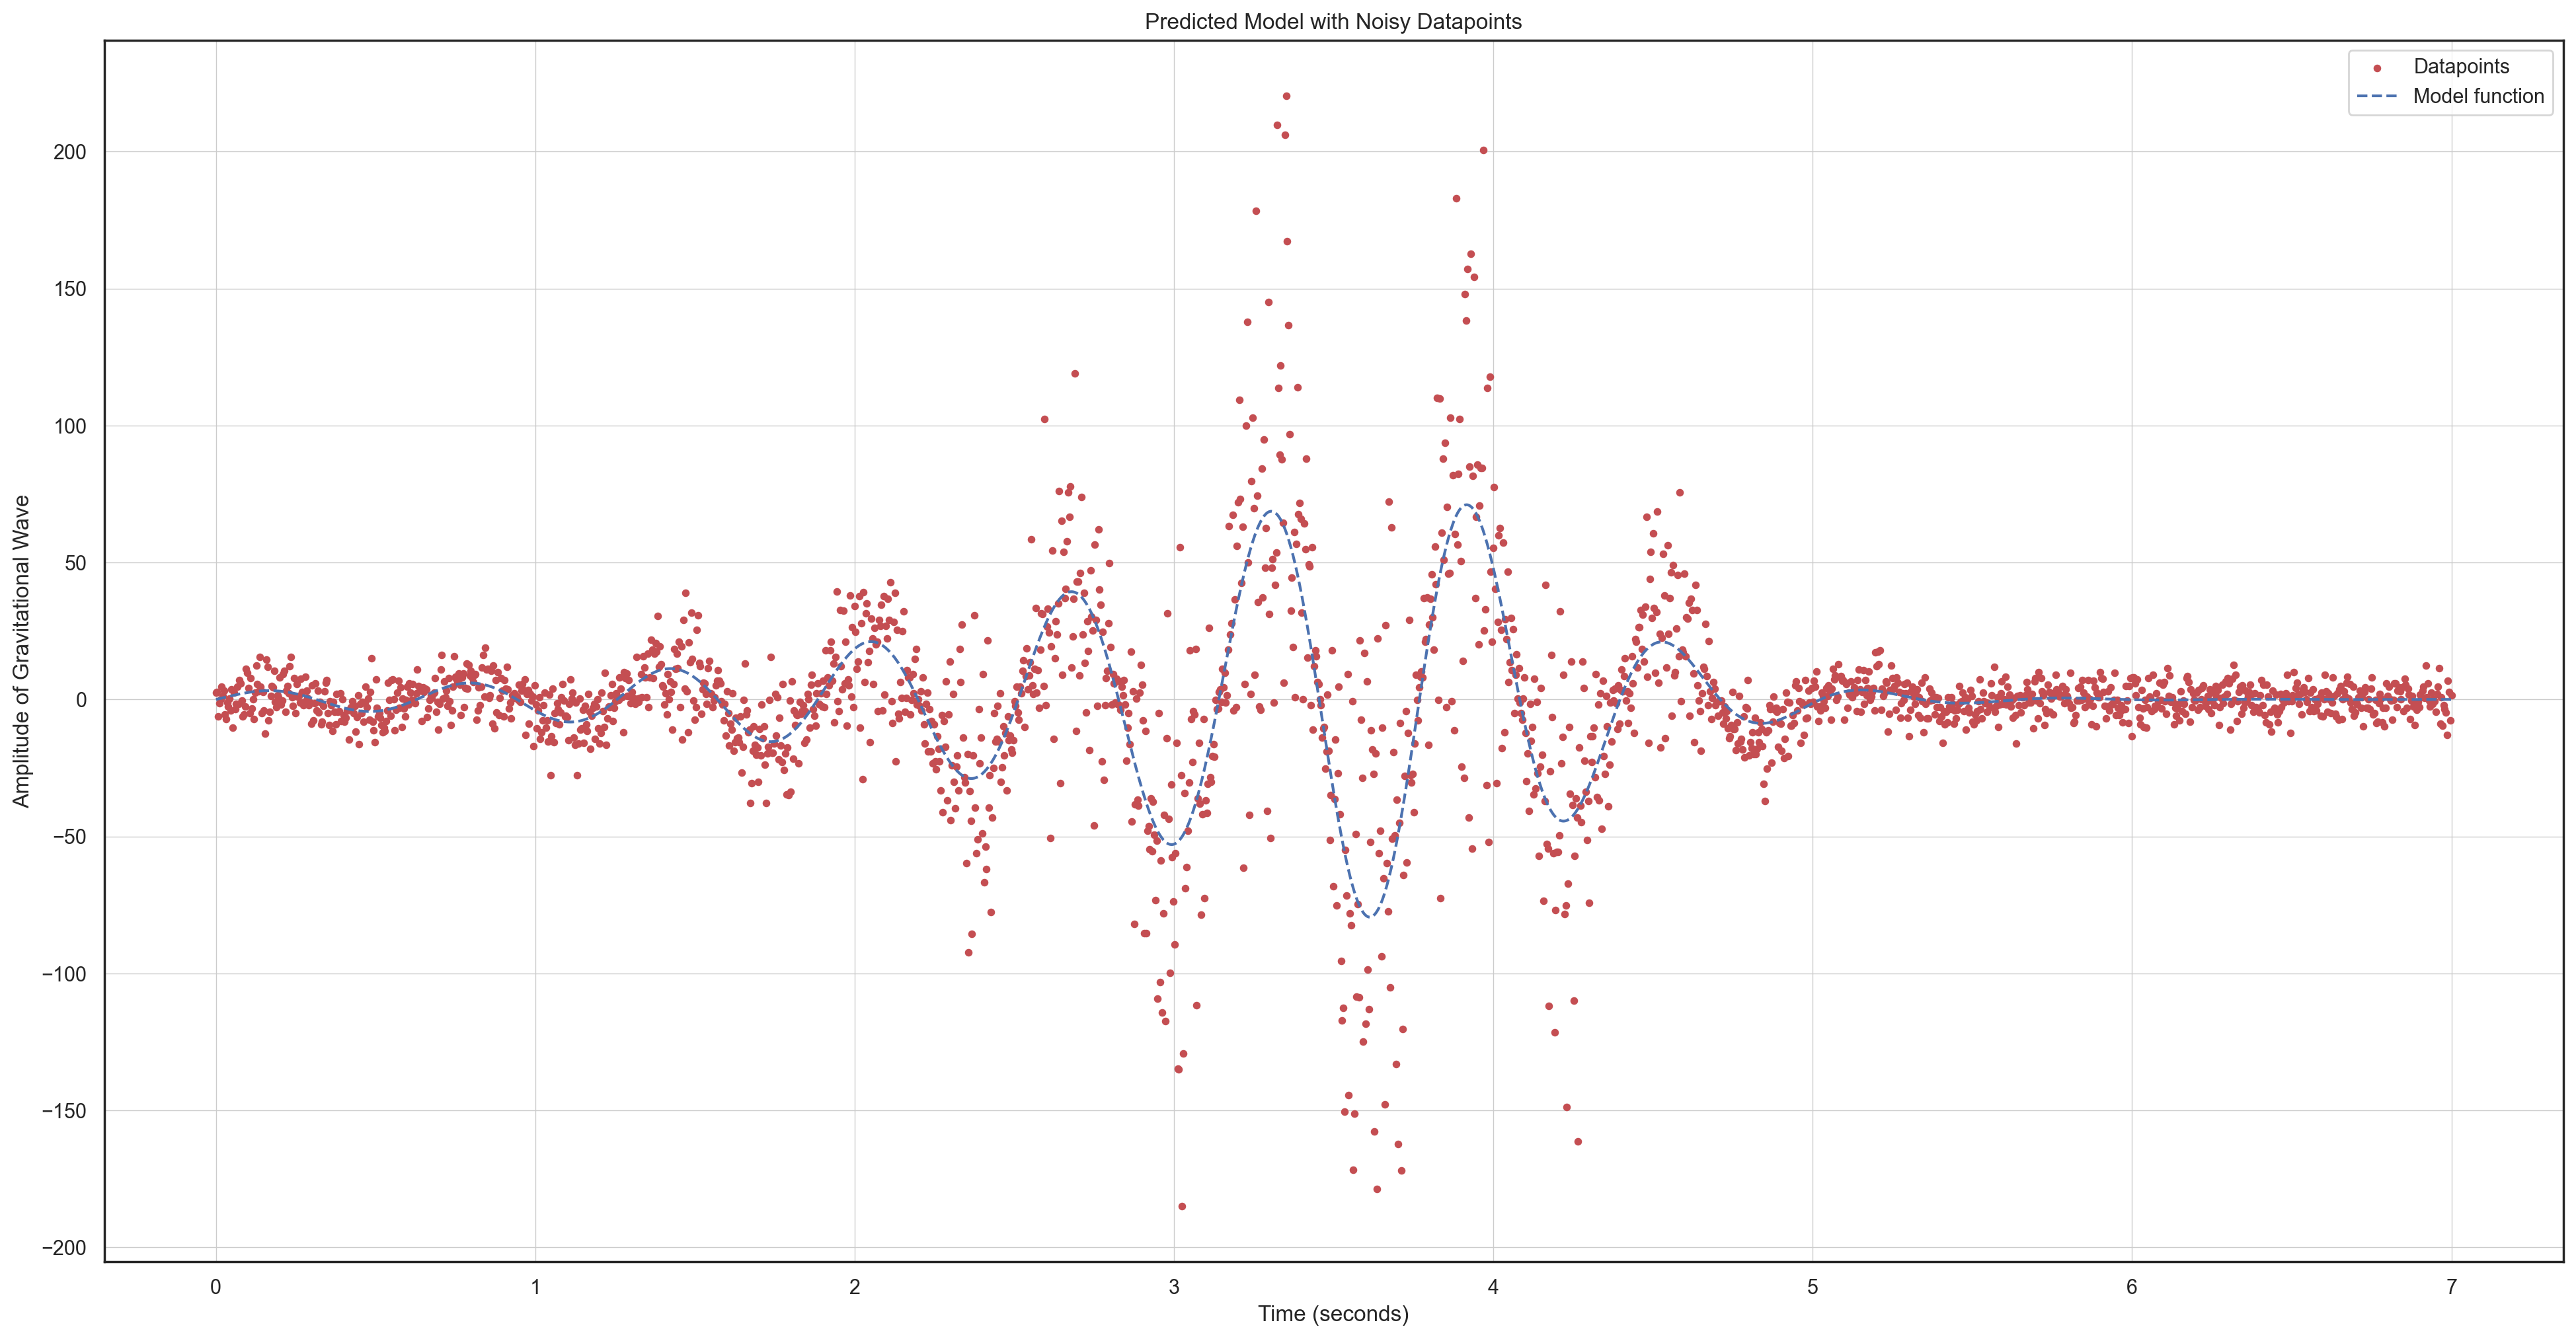 Predicted Model with Noisy Datapoints
Datapoints
Model function
Amplitude of Gravitational Wave
200
150
100
50
0
−50
−100
−150
−200
0 1 2 3 4 5 6 7
Time (seconds)